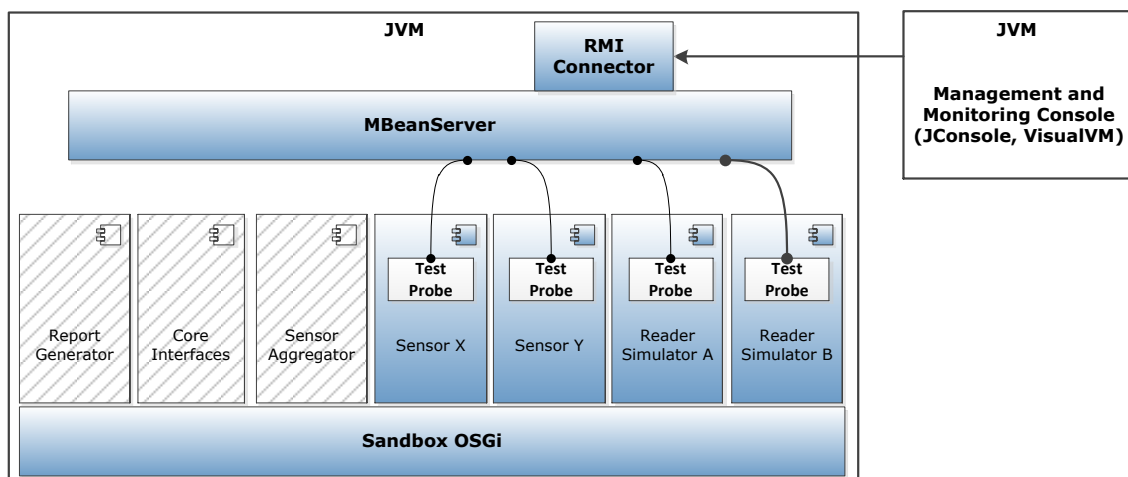 JVM
RMI
Connector
MBeanServer
JVM
Management and
Monitoring Console
(JConsole, VisualVM)
Report
Generator
Core
Interfaces
Sensor
Aggregator
Test
Probe
Sensor X
Test
Probe
Sensor Y
Test
Probe
Reader
Simulator A
Test
Probe
Reader
Simulator B
Sandbox OSGi